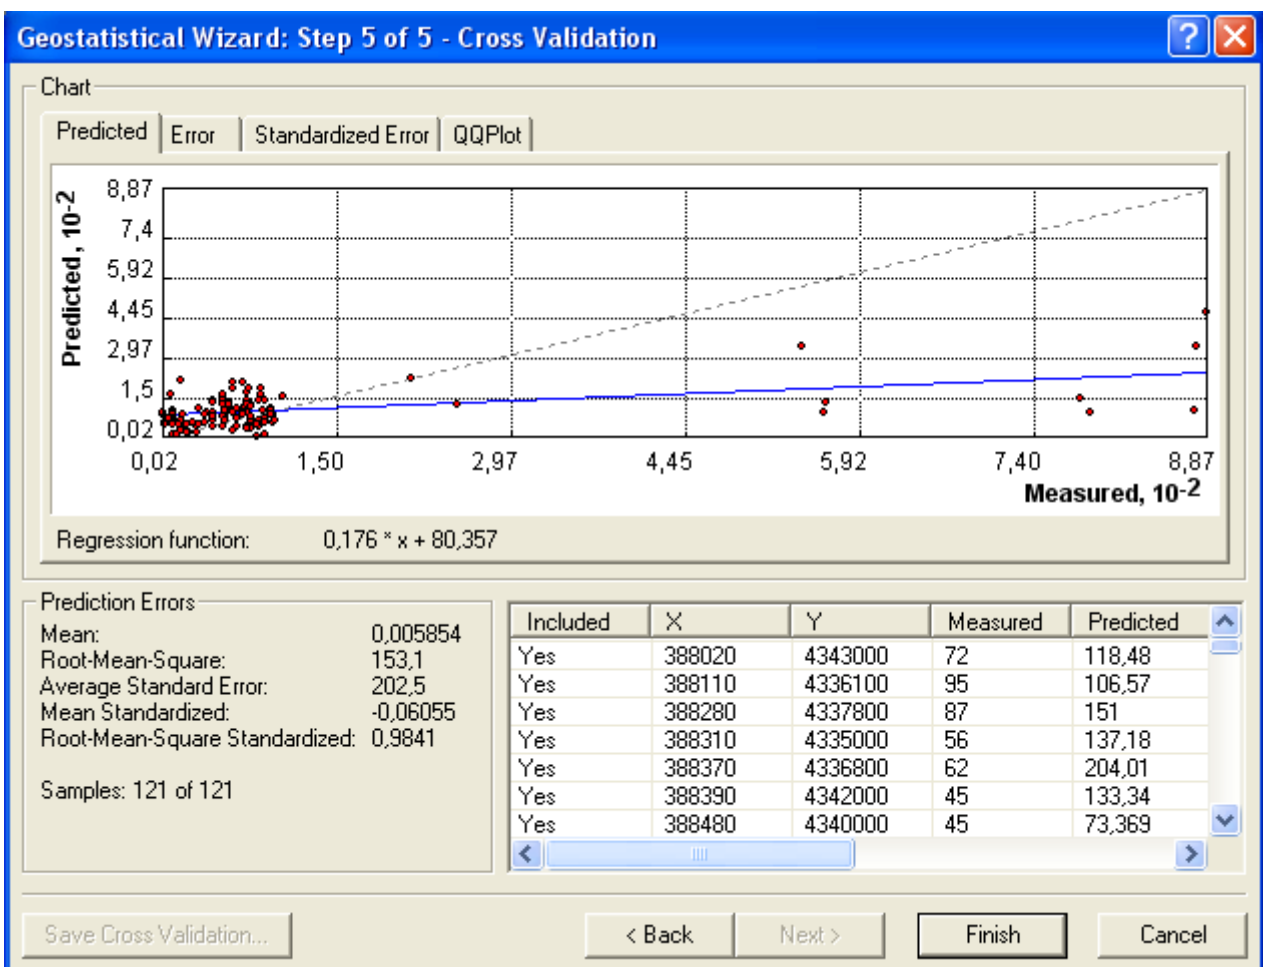 Geostatistical Wizard: Step 5 of 5 - Cross Validation
Chart
Predicted Error Standardized Error QQPlot
Predicted, 10-2
8,87
7,4
5,92
4,45
2,97
1,5
0,02
0,02 1,50 2,97 4,45 5,92 7,40 8,87
Measured, 10-2
Regression function: 0,176 * x + 80,357
Prediction Errors
Mean: 0,005854
Root-Mean-Square: 153,1
Average Standard Error: 202,5
Mean Standardized: -0,06055
Root-Mean-Square Standardized: 0,9841
Samples: 121 of 121
Included X Y Measured Predicted
Yes 388020 4343000 72 118,48
Yes 388110 4336100 95 106,57
Yes 388280 4337800 87 151
Yes 388310 4335000 56 137,18
Yes 388370 4336800 62 204,01
Yes 388390 4342000 45 133,34
Yes 388480 4340000 45 73,369
Save Cross Validation... < Back Next > Finish Cancel